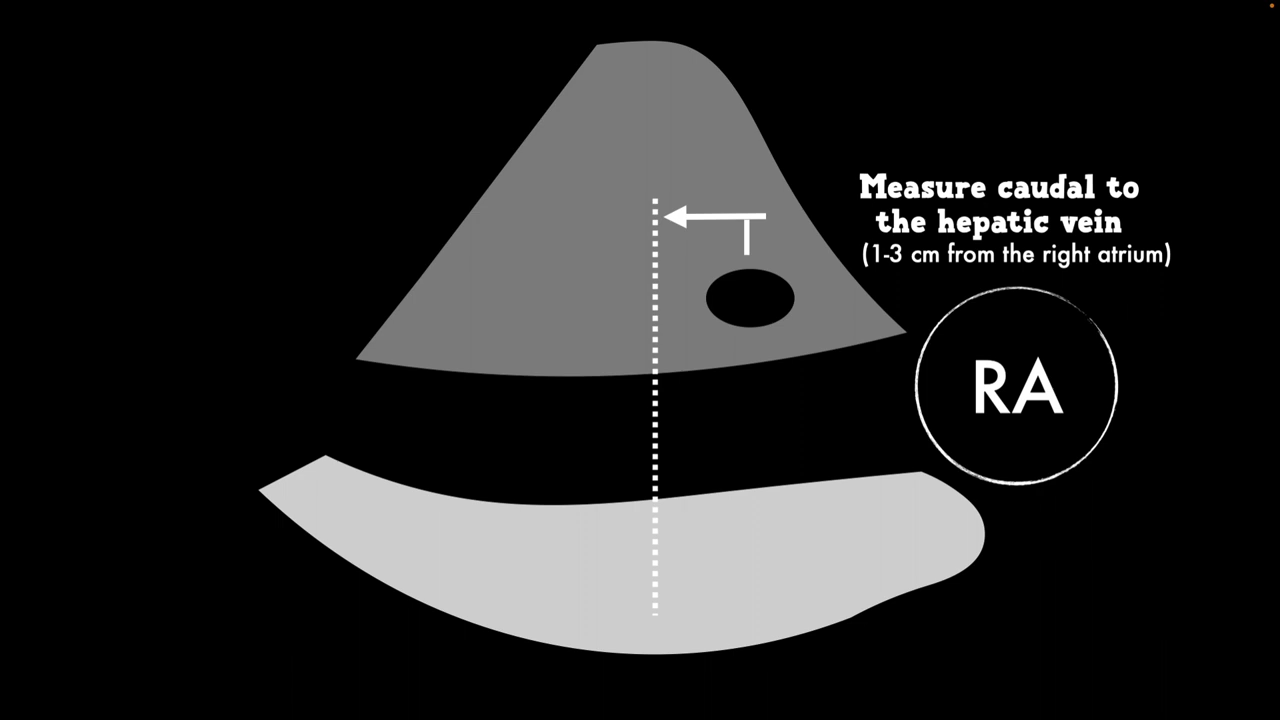 Measure caudal to
the hepatic vein
(1-3 cm from the right atrium)
RA